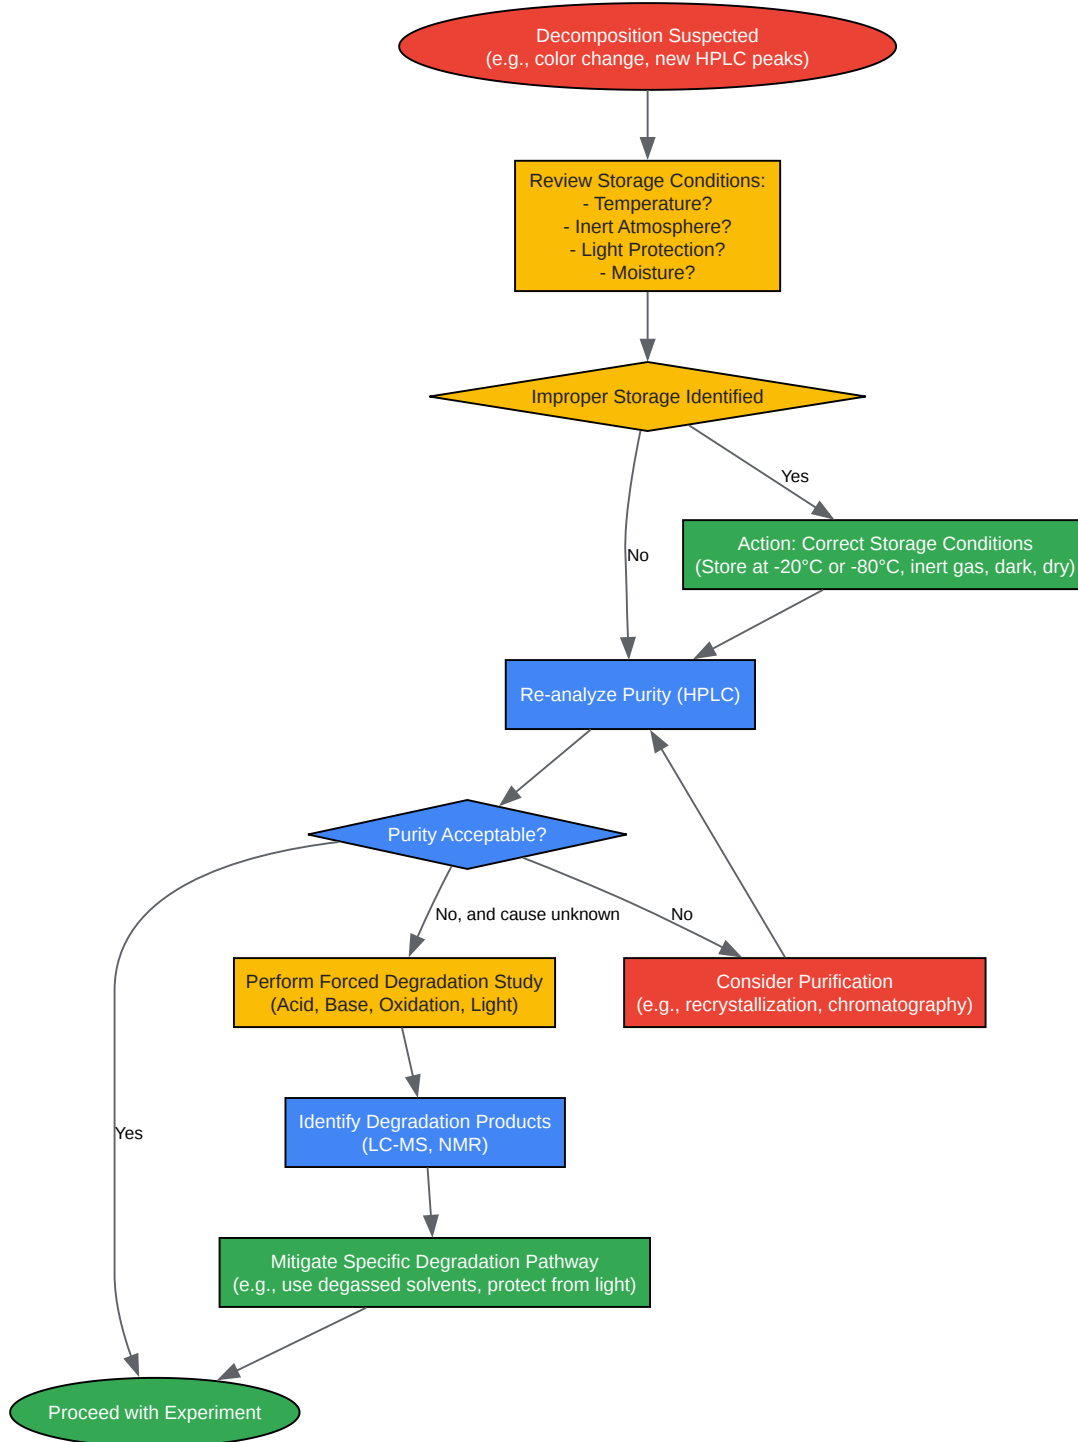 Decomposition Suspected
(e.g., color change, new HPLC peaks)
Review Storage Conditions:
- Temperature?
- Inert Atmosphere?
- Light Protection?
- Moisture?
Improper Storage Identified
Yes
Action: Correct Storage Conditions
(Store at -20°C or -80°C, inert gas, dark, dry)
No
Re-analyze Purity (HPLC)
Purity Acceptable?
No, and cause unknown
No
Perform Forced Degradation Study
(Acid, Base, Oxidation, Light)
Consider Purification
(e.g., recrystallization, chromatography)
Identify Degradation Products
(LC-MS, NMR)
Yes
Mitigate Specific Degradation Pathway
(e.g., use degassed solvents, protect from light)
Proceed with Experiment